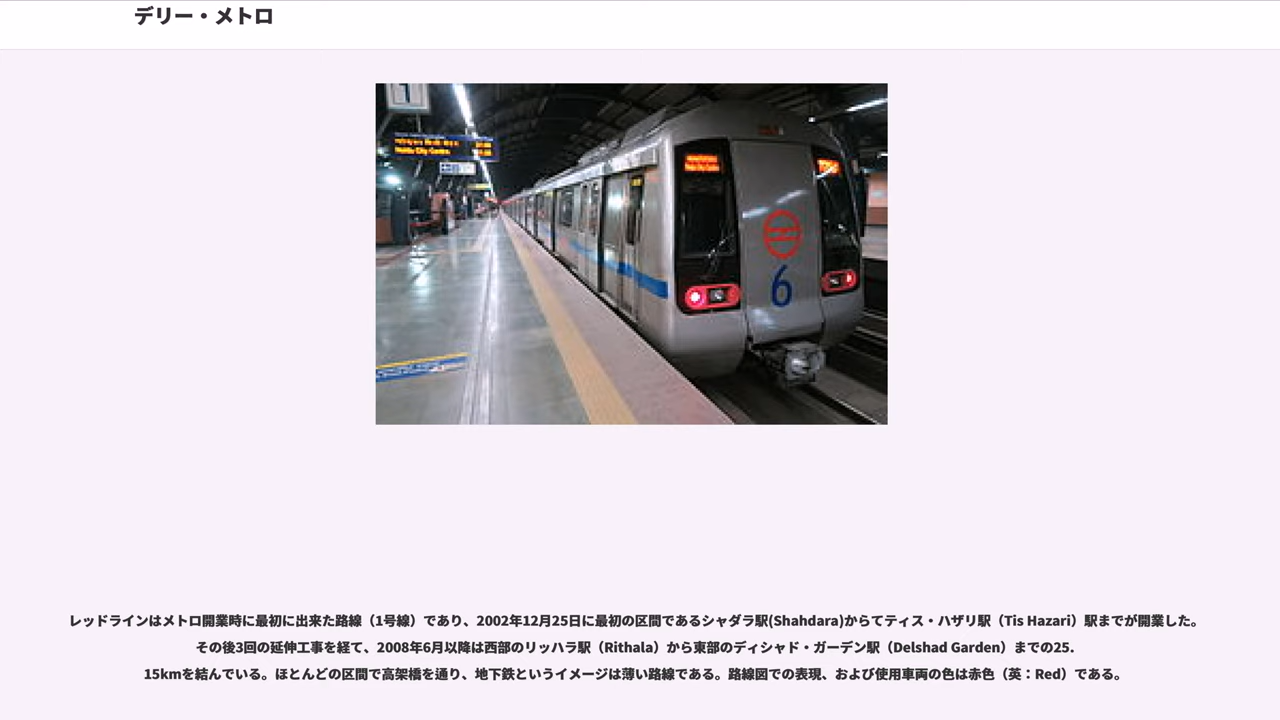 デリー・メトロ
1
Noida City Centre
6
レッドラインはメトロ開業時に最初に出来た路線（1号線）であり、2002年12月25日に最初の区間であるシャダラ駅(Shahdara)からてティス・ハザリ駅（Tis Hazari）駅までが開業した。
その後3回の延伸工事を経て、2008年6月以降は西部のリッハラ駅（Rithala）から東部のディシャド・ガーデン駅（Delshad Garden）までの25.
15kmを結んでいる。ほとんどの区間で高架橋を通り、地下鉄というイメージは薄い路線である。路線図での表現、および使用車両の色は赤色（英：Red）である。